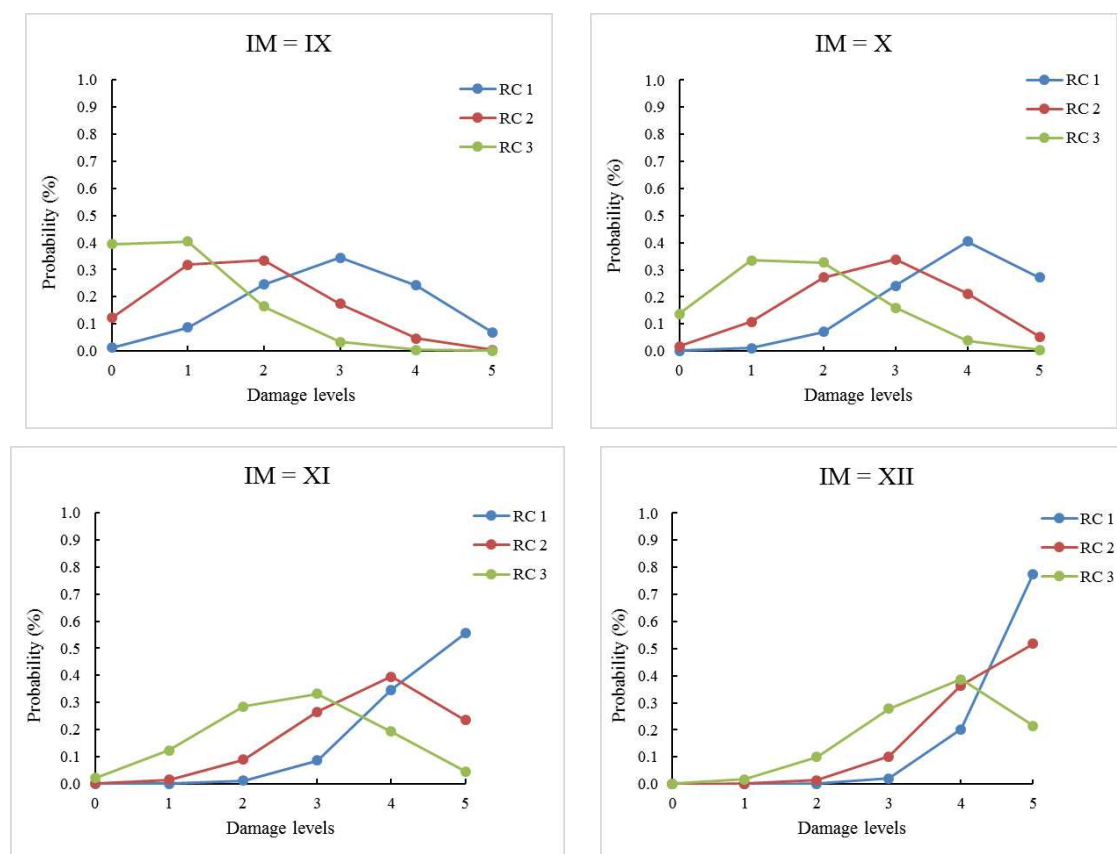 IM = IX
1.0
0.9
0.8
0.7
0.6
0.5
0.4
0.3
0.2
0.1
0.0
Probability (%)
0 1 2 3 4 5
Damage levels
RC 1
RC 2
RC 3
IM = X
1.0
0.9
0.8
0.7
0.6
0.5
0.4
0.3
0.2
0.1
0.0
Probability (%)
0 1 2 3 4 5
Damage levels
RC 1
RC 2
RC 3
IM = XI
1.0
0.9
0.8
0.7
0.6
0.5
0.4
0.3
0.2
0.1
0.0
Probability (%)
0 1 2 3 4 5
Damage levels
RC 1
RC 2
RC 3
IM = XII
1.0
0.9
0.8
0.7
0.6
0.5
0.4
0.3
0.2
0.1
0.0
Probability (%)
0 1 2 3 4 5
Damage levels
RC 1
RC 2
RC 3